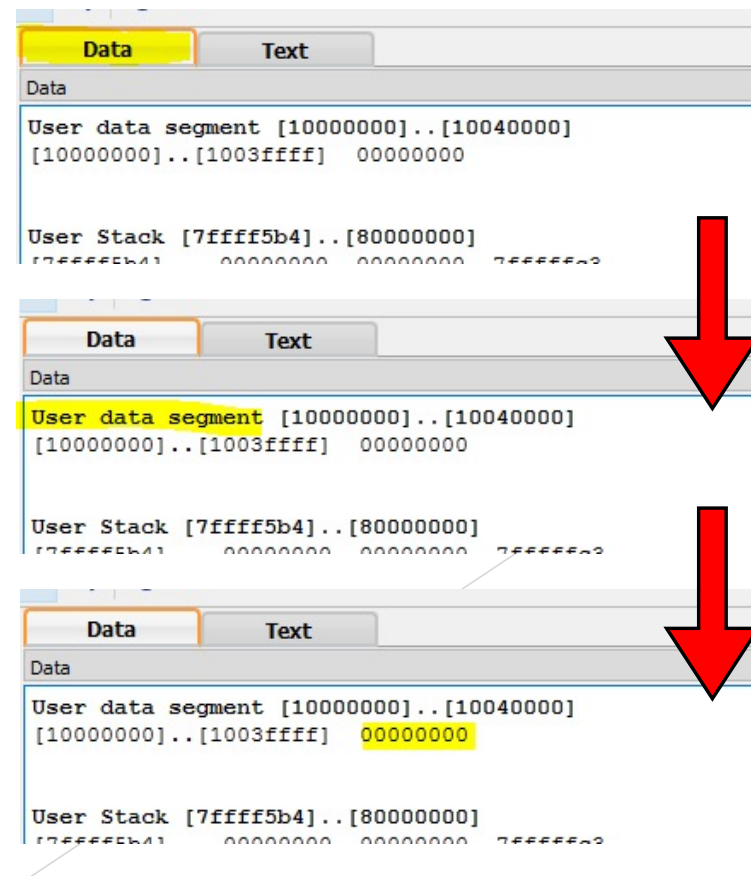 Data Text
Data
User data segment [10000000]..[10040000]
[10000000]..[1003ffff] 00000000
User Stack [7ffff5b4]..[80000000]
Data Text
Data
User data segment [10000000]..[10040000]
[10000000]..[1003ffff] 00000000
User Stack [7ffff5b4]..[80000000]
Data Text
Data
User data segment [10000000]..[10040000]
[10000000]..[1003ffff] 00000000
User Stack [7ffff5b4]..[80000000]